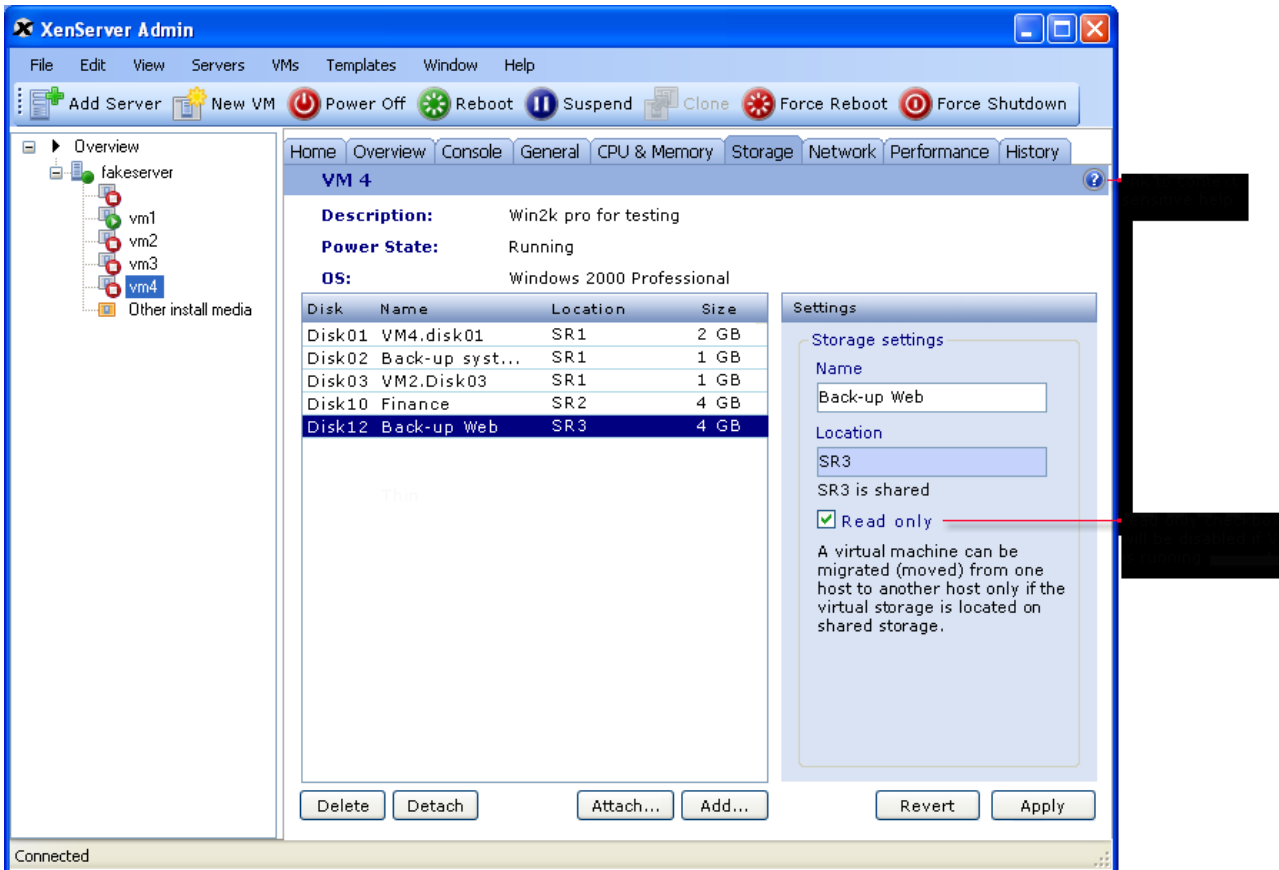 XenServer Admin
File Edit View Servers VMs Templates Window Help
Add Server New VM Power Off Reboot Suspend Clone Force Reboot Force Shutdown
Overview
fakeserver
vm1
vm2
vm3
vm4
Other install media
Home Overview Console General CPU & Memory Storage Network Performance History
VM 4
Description: Win2k pro for testing
Power State: Running
OS: Windows 2000 Professional
Disk Name Location Size
Disk01 VM4.disk01 SR1 2 GB
Disk02 Back-up syst... SR1 1 GB
Disk03 VM2.Disk03 SR1 1 GB
Disk10 Finance SR2 4 GB
Disk12 Back-up Web SR3 4 GB
Settings
Storage settings
Name
Back-up Web
Location
SR3
SR3 is shared
Read only
A virtual machine can be
migrated (moved) from one
host to another host only if the
virtual storage is located on
shared storage.
Delete Detach Attach... Add... Revert Apply
Connected